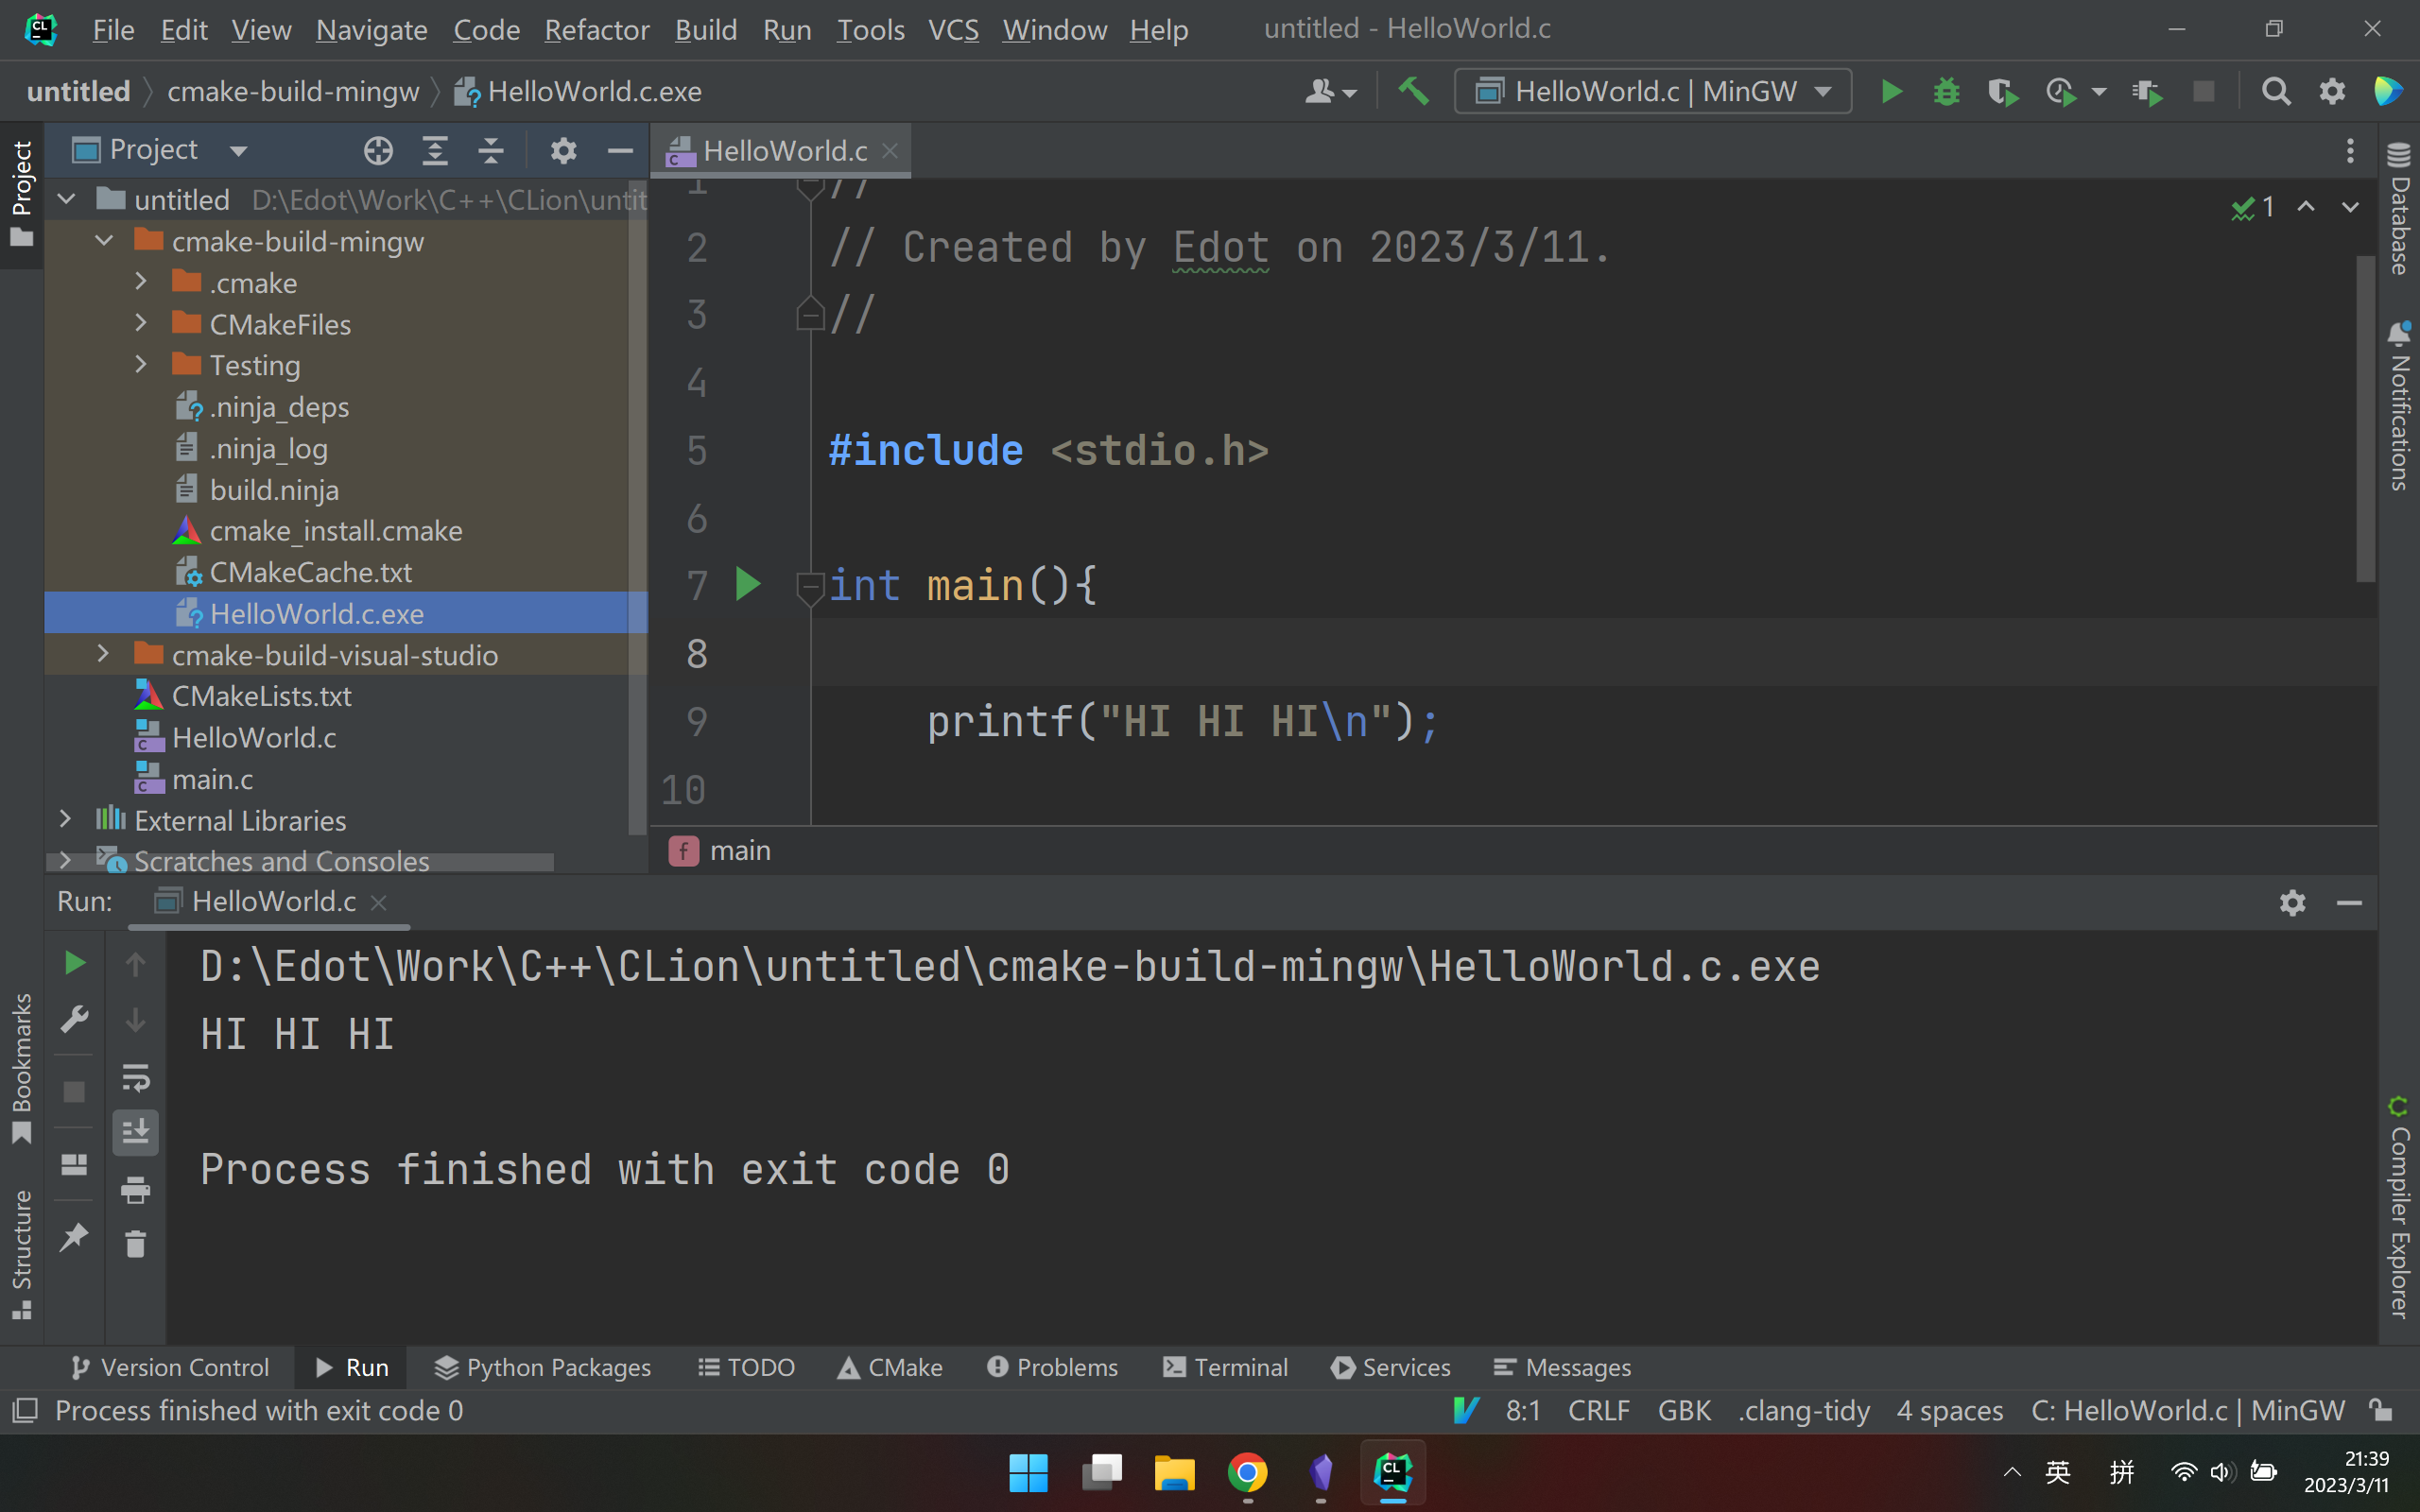 File Edit View Navigate Code Refactor Build Run Tools VCS Window Help untitled - HelloWorld.c
untitled cmake-build-mingw HelloWorld.c.exe HelloWorld.c | MinGW
Project
Project
untitled D:\Edot\Work\C++\CLion\untit
cmake-build-mingw
.cmake
CMakeFiles
Testing
.ninja_deps
.ninja_log
build.ninja
cmake_install.cmake
CMakeCache.txt
HelloWorld.c.exe
cmake-build-visual-studio
CMakeLists.txt
HelloWorld.c
main.c
External Libraries
Scratches and Consoles
HelloWorld.c
1 //
2 // Created by Edot on 2023/3/11.
3 //
4
5 #include <stdio.h>
6
7 int main(){
8
9 printf("HI HI HI\n");
10
1
f main
Database
Notifications
Compiler Explorer
Bookmarks
Structure
Run: HelloWorld.c
D:\Edot\Work\C++\CLion\untitled\cmake-build-mingw\HelloWorld.c.exe
HI HI HI
Process finished with exit code 0
Version Control Run Python Packages TODO CMake Problems Terminal Services Messages
Process finished with exit code 0 8:1 CRLF GBK .clang-tidy 4 spaces C: HelloWorld.c | MinGW
英 拼 21:39
2023/3/11